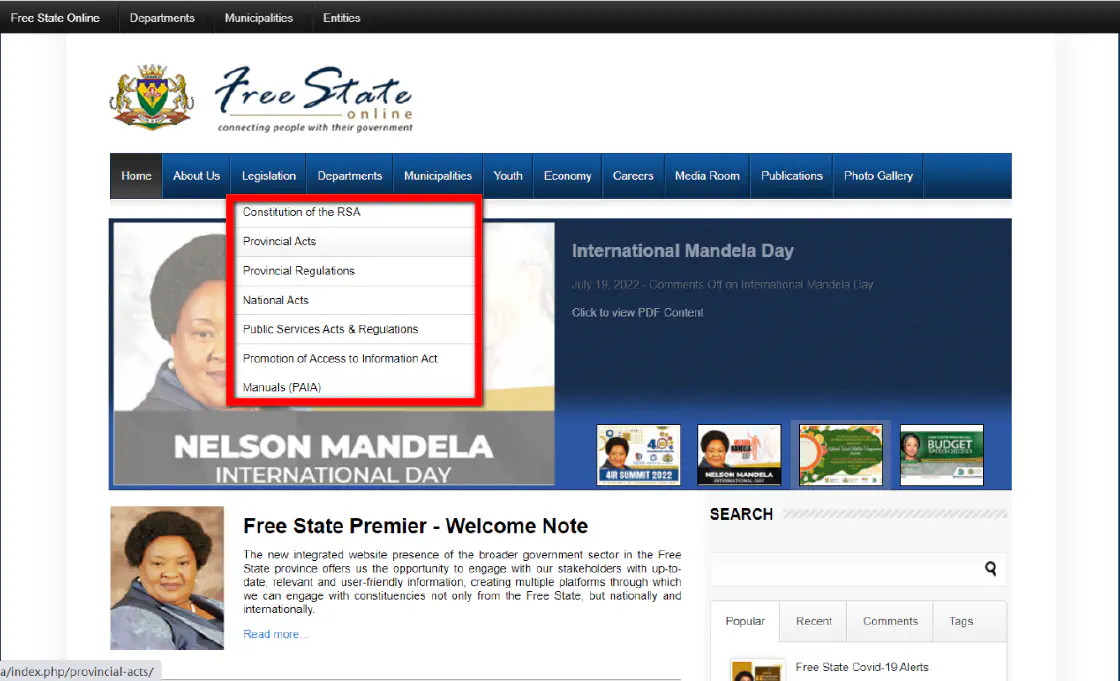 Free State Online Departments Municipalities Entities
Free State
online
connecting people with their government
Home About Us Legislation Departments Municipalities Youth Economy Careers Media Room Publications Photo Gallery
Constitution of the RSA
Provincial Acts
Provincial Regulations
National Acts
Public Services Acts & Regulations
Promotion of Access to Information Act
Manuals (PAIA)
International Mandela Day
July 19, 2022 - Comments Off on International Mandela Day
Click to view PDF Content
NELSON MANDELA
INTERNATIONAL DAY
4IR SUMMIT 2022
NELSON MANDELA
INTERNATIONAL DAY
BUDGET
Free State Premier - Welcome Note
The new integrated website presence of the broader government sector in the Free
State province offers us the opportunity to engage with our stakeholders with up-to-
date, relevant and user-friendly information, creating multiple platforms through which
we can engage with constituencies not only from the Free State, but nationally and
internationally.
Read more...
SEARCH
Popular Recent Comments Tags
Free State Covid-19 Alerts
a/index.php/provincial-acts/